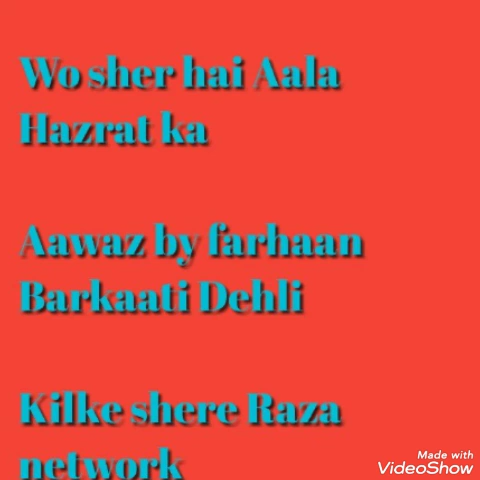 Wo sher hai Aala
Hazrat ka
Aawaz by farhaan
Barkaati Dehli
Kilke shere Raza
network
Made with
VideoShow